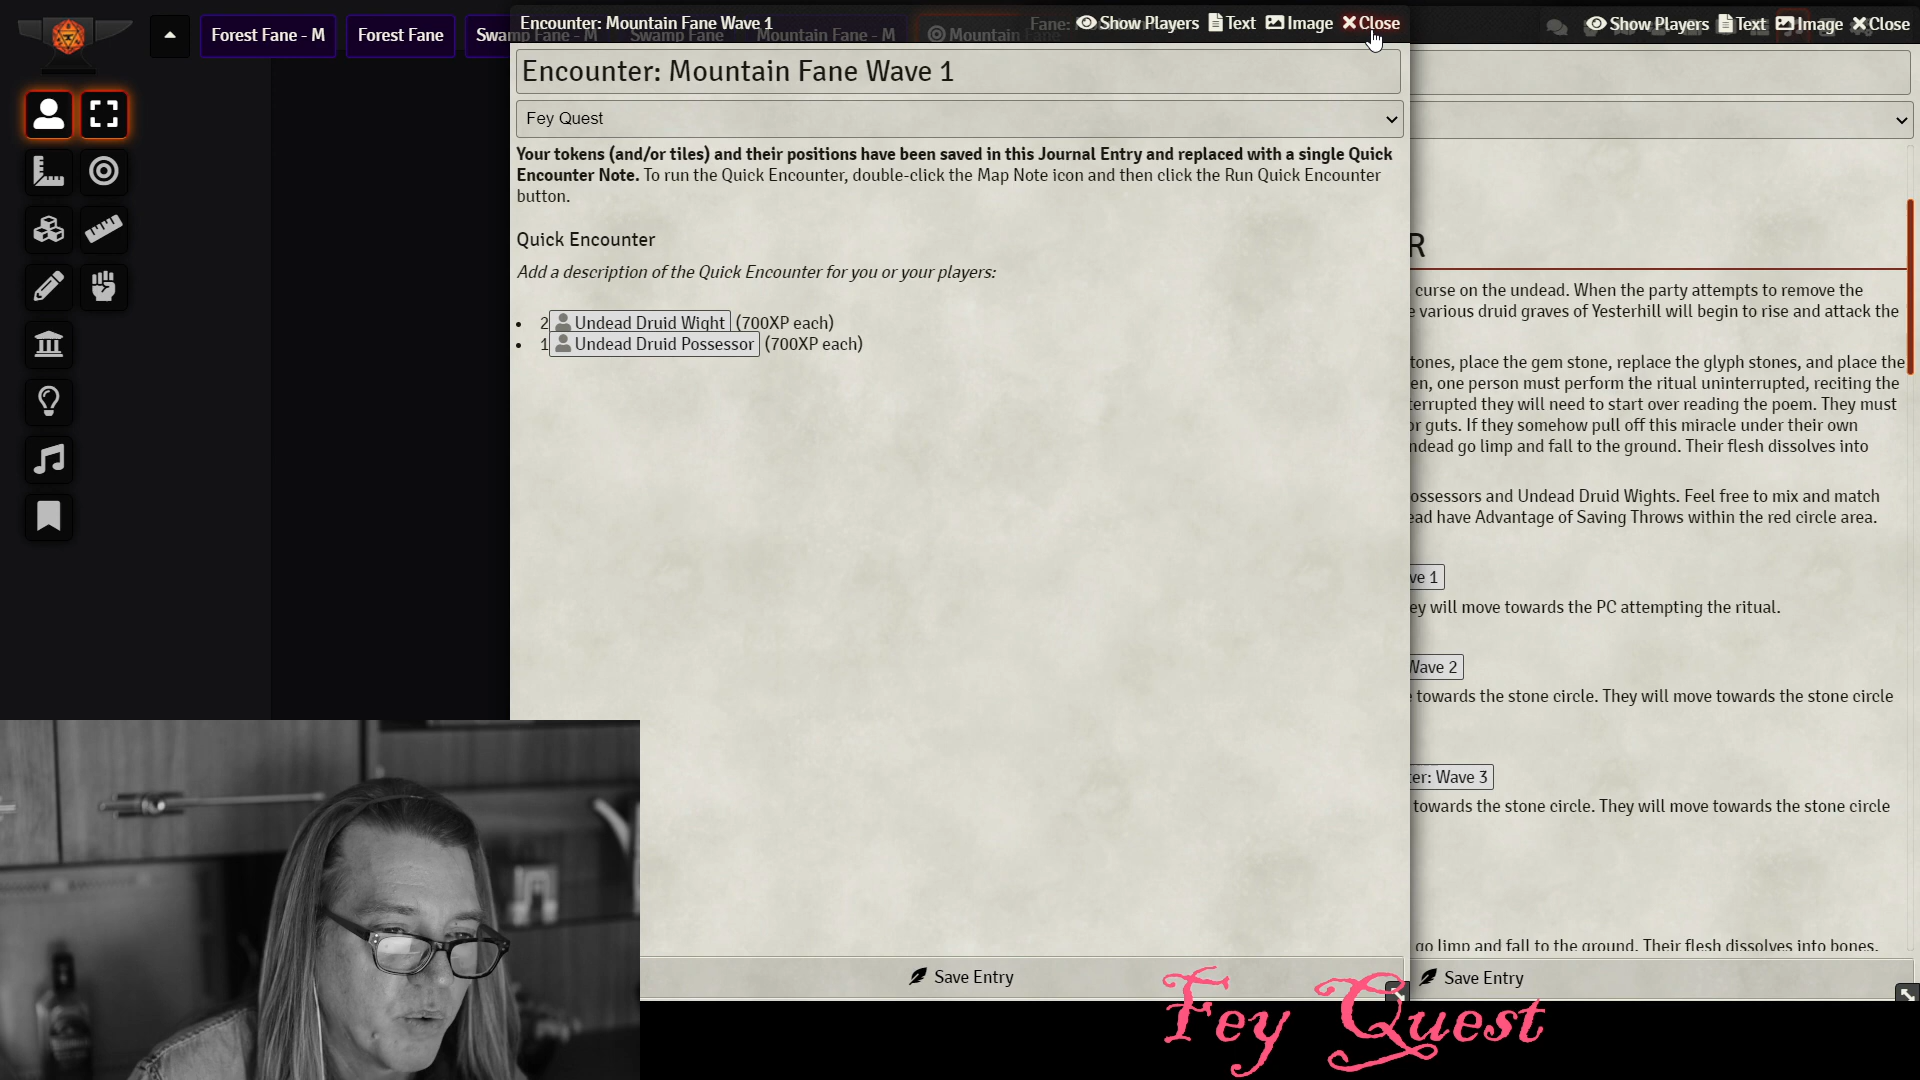 Forest Fane - M
Forest Fane
Swamp Fane - M
Swamp Fane
Mountain Fane - M
Mountain
Encounter: Mountain Fane Wave 1
Fane:
Show Players Text Image Close
Show Players Text Image Close
Encounter: Mountain Fane Wave 1
Fey Quest
Your tokens (and/or tiles) and their positions have been saved in this Journal Entry and replaced with a single Quick
Encounter Note. To run the Quick Encounter, double-click the Map Note icon and then click the Run Quick Encounter
button.
Quick Encounter
Add a description of the Quick Encounter for you or your players:
• 2 Undead Druid Wight (700XP each)
• 1 Undead Druid Possessor (700XP each)
Save Entry
R
curse on the undead. When the party attempts to remove the
various druid graves of Yesterhill will begin to rise and attack the
tones, place the gem stone, replace the glyph stones, and place the
en, one person must perform the ritual uninterrupted, reciting the
errupted they will need to start over reading the poem. They must
or guts. If they somehow pull off this miracle under their own
ndead go limp and fall to the ground. Their flesh dissolves into
ossessors and Undead Druid Wights. Feel free to mix and match
ead have Advantage of Saving Throws within the red circle area.
ve 1
ey will move towards the PC attempting the ritual.
Wave 2
towards the stone circle. They will move towards the stone circle
er: Wave 3
towards the stone circle. They will move towards the stone circle
go limp and fall to the ground. Their flesh dissolves into bones.
Save Entry
Fey Quest